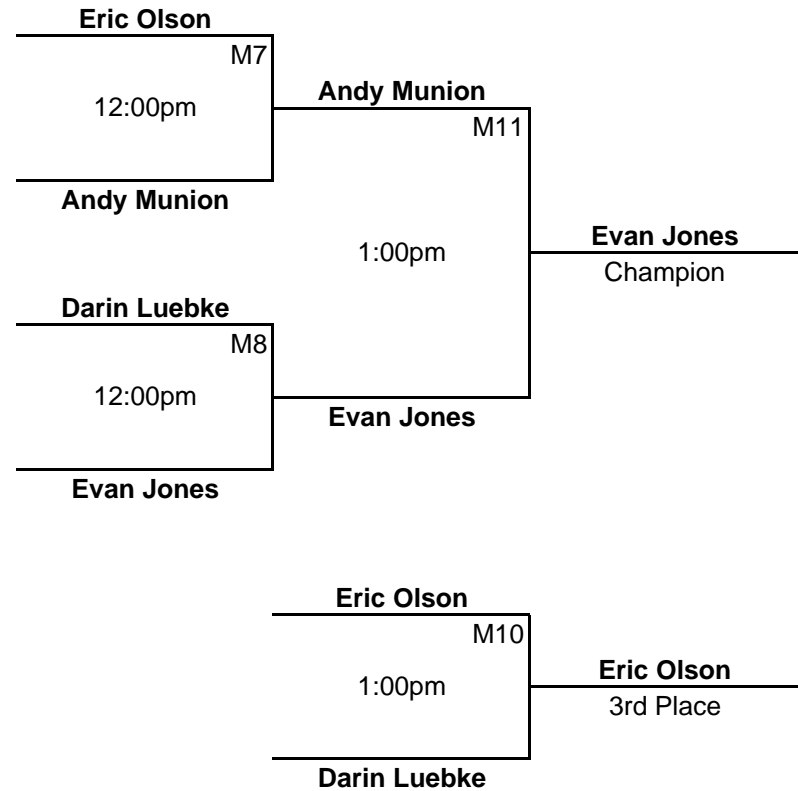 Eric Olson
M7
12:00pm
Andy Munion
Andy Munion
M11
1:00pm
Evan Jones
Champion
Darin Luebke
M8
12:00pm
Evan Jones
Evan Jones
Eric Olson
M10
1:00pm
Eric Olson
3rd Place
Darin Luebke